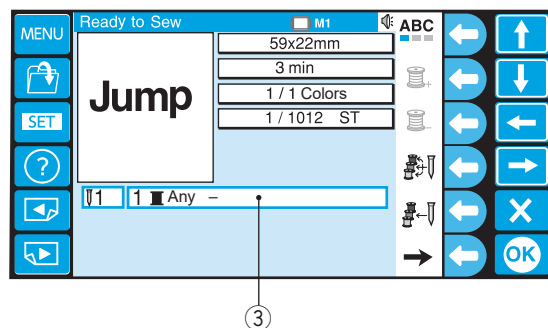 MENU
Ready to Sew
M1
ABC
59x22mm
3 min
Jump
1 / 1 Colors
1 / 1012 ST
SET
?
1
1 Any –
X
OK
3